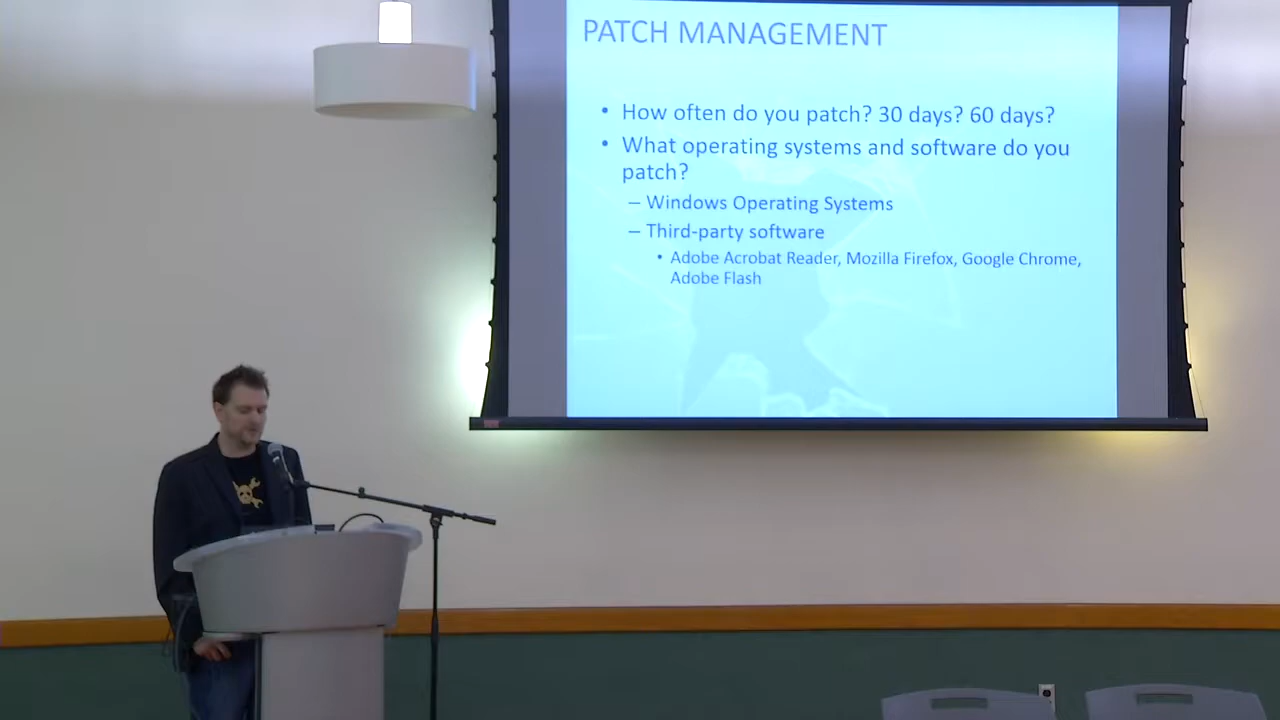 PATCH MANAGEMENT
• How often do you patch? 30 days? 60 days?
• What operating systems and software do you
patch?
– Windows Operating Systems
– Third-party software
• Adobe Acrobat Reader, Mozilla Firefox, Google Chrome,
Adobe Flash